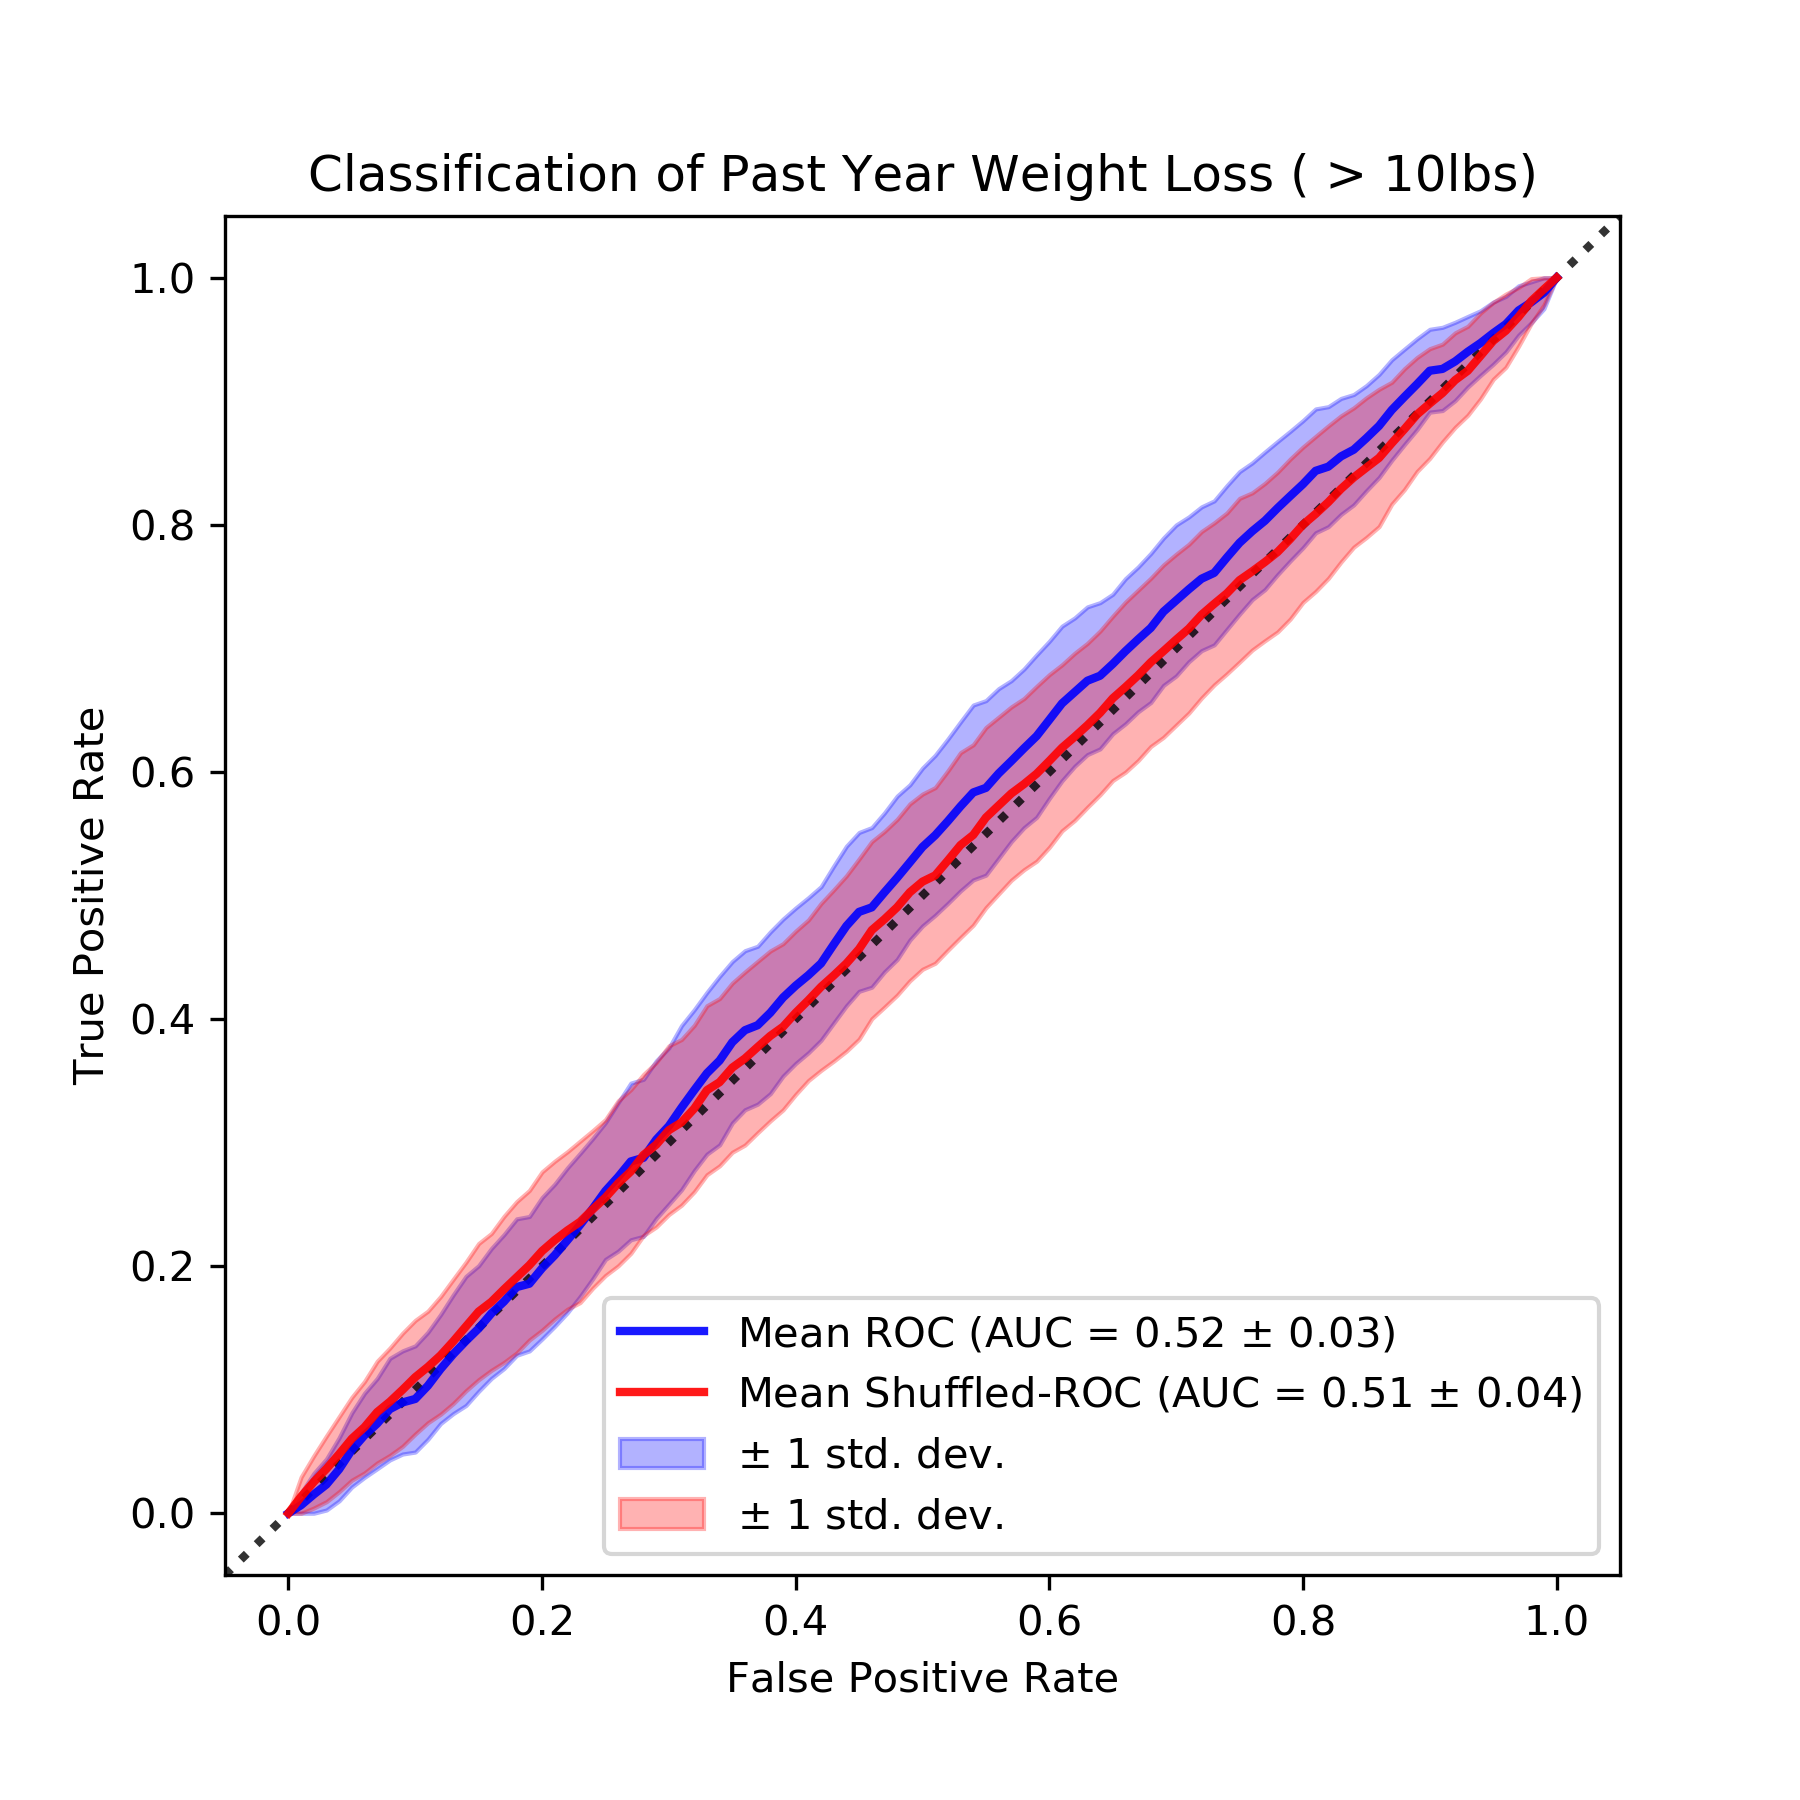 Classification of Past Year Weight Loss ( > 10lbs)
True Positive Rate
1.0
0.8
0.6
0.4
0.2
0.0
Mean ROC (AUC = 0.52 ± 0.03)
Mean Shuffled-ROC (AUC = 0.51 ± 0.04)
± 1 std. dev.
± 1 std. dev.
0.0 0.2 0.4 0.6 0.8 1.0
False Positive Rate